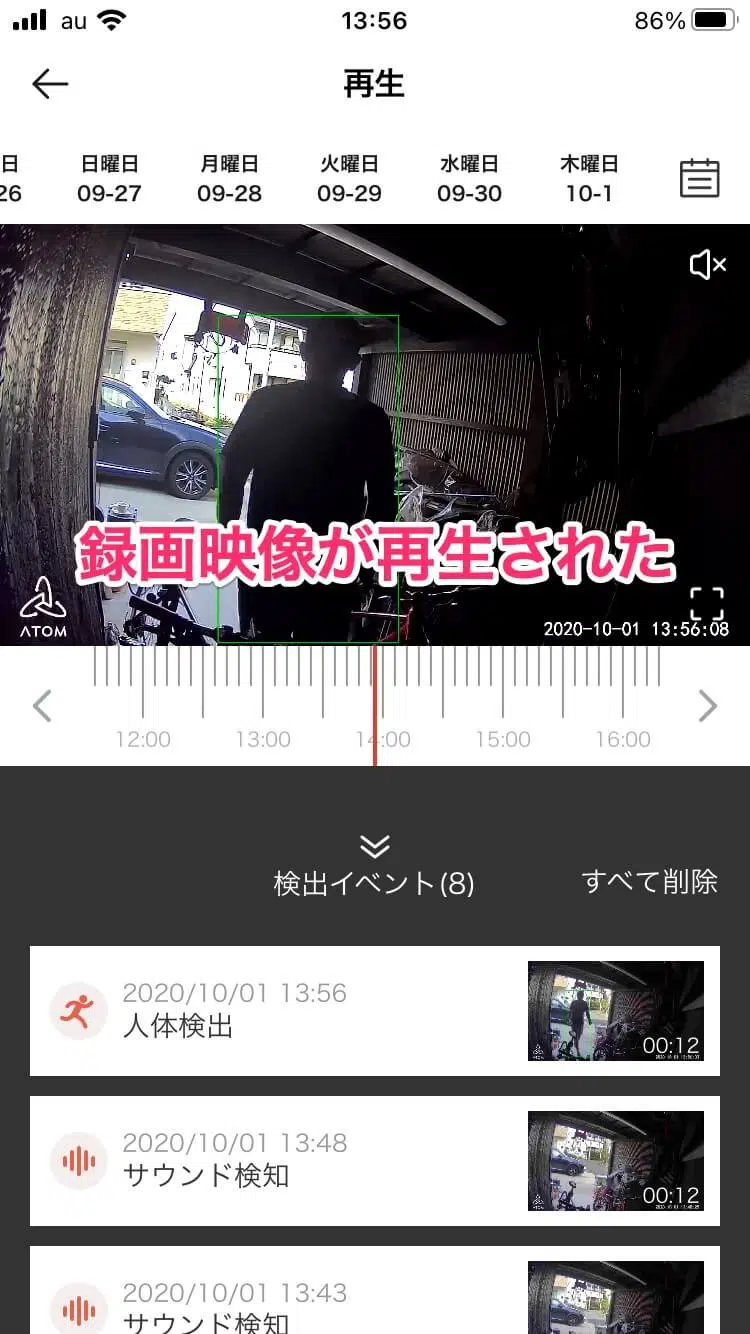 au 13:56 86%
再生
日 日曜日 月曜日 火曜日 水曜日 木曜日
26 09-27 09-28 09-29 09-30 10-1
録画映像が再生された
ATOM
2020-10-01 13:56:08
12:00 13:00 14:00 15:00 16:00
検出イベント(8) すべて削除
2020/10/01 13:56
人体検出
00:12
2020/10/01 13:48
サウンド検知
00:12
2020/10/01 13:43
サウンド検知